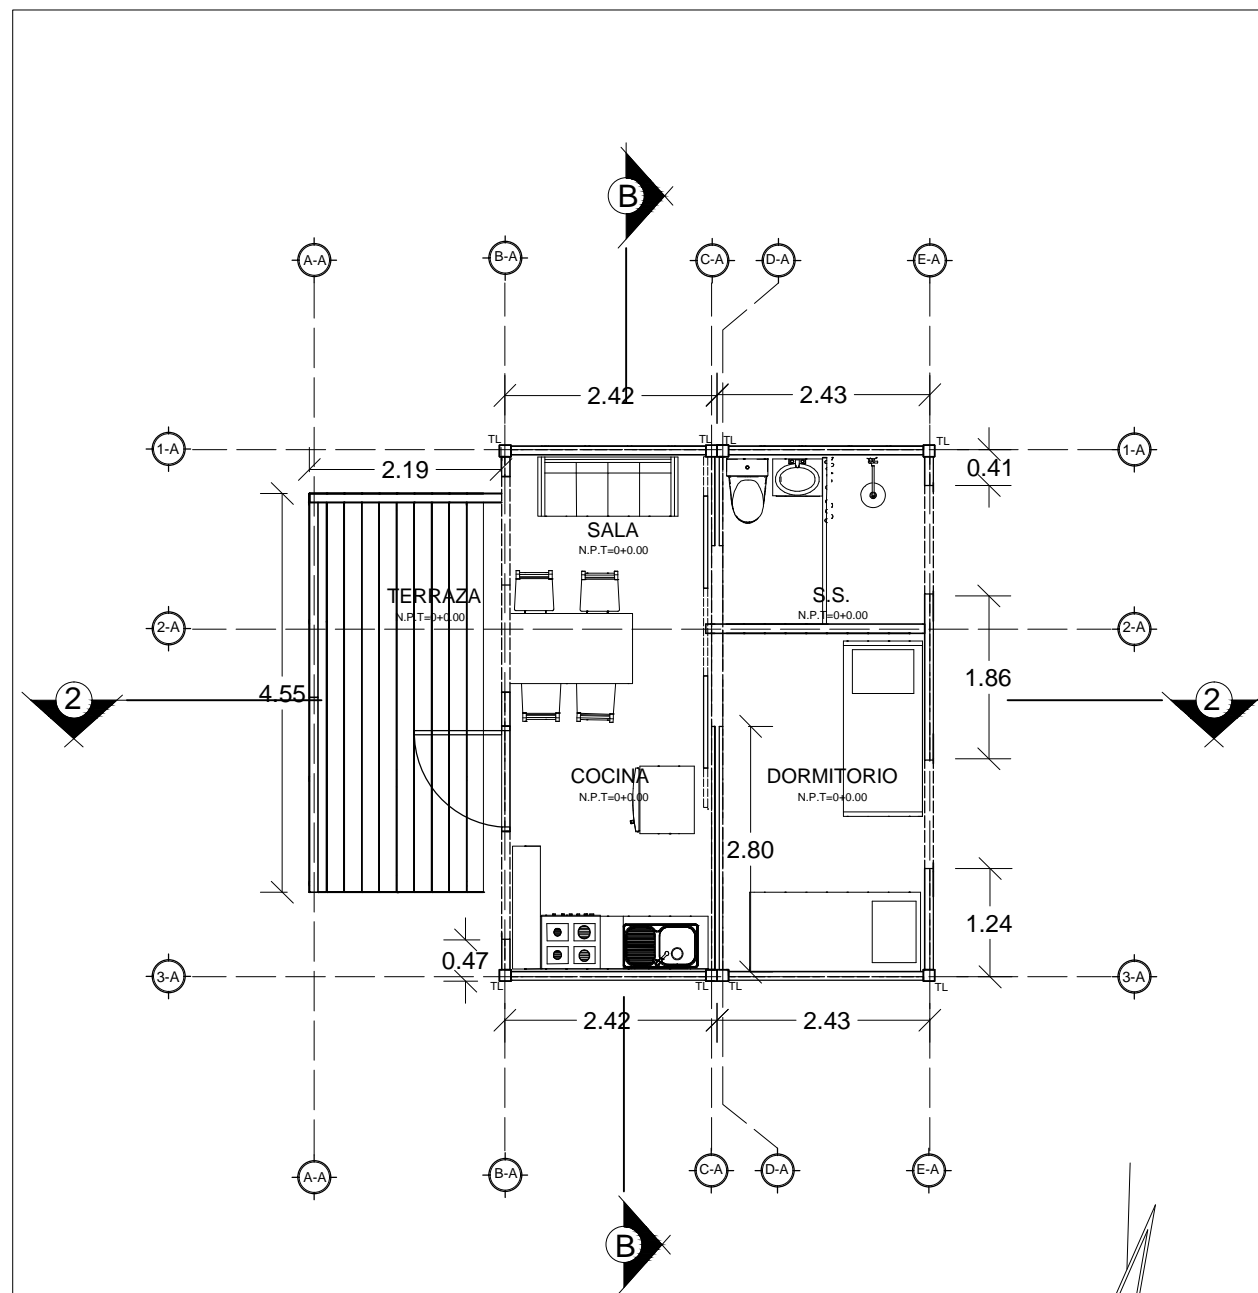 B
A-A
B-A
C-A
D-A
E-A
2.42
2.43
TL
TL
TL
TL
1-A
1-A
2.19
0.41
SALA
N.P.T=0+0.00
TERRAZA
N.P.T=0+0.00
S.S.
N.P.T=0+0.00
2-A
2-A
1.86
4.55
2
2
COCINA
N.P.T=0+0.00
DORMITORIO
N.P.T=0+0.00
2.80
1.24
0.47
3-A
3-A
TL
TL
TL
TL
2.42
2.43
A-A
B-A
C-A
D-A
E-A
B